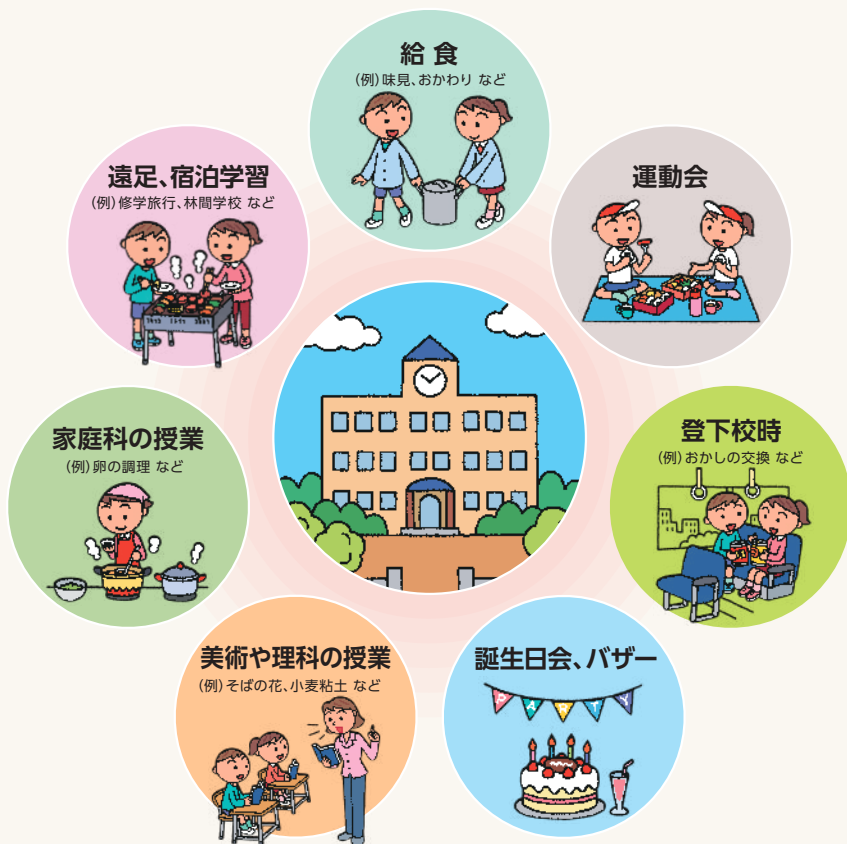 給 食
(例)味見、おかわり など
運動会
遠足、宿泊学習
(例)修学旅行、林間学校 など
登下校時
(例)おかしの交換 など
家庭科の授業
(例)卵の調理 など
誕生日会、バザー
PARTY
美術や理科の授業
(例)そばの花、小麦粘土 など